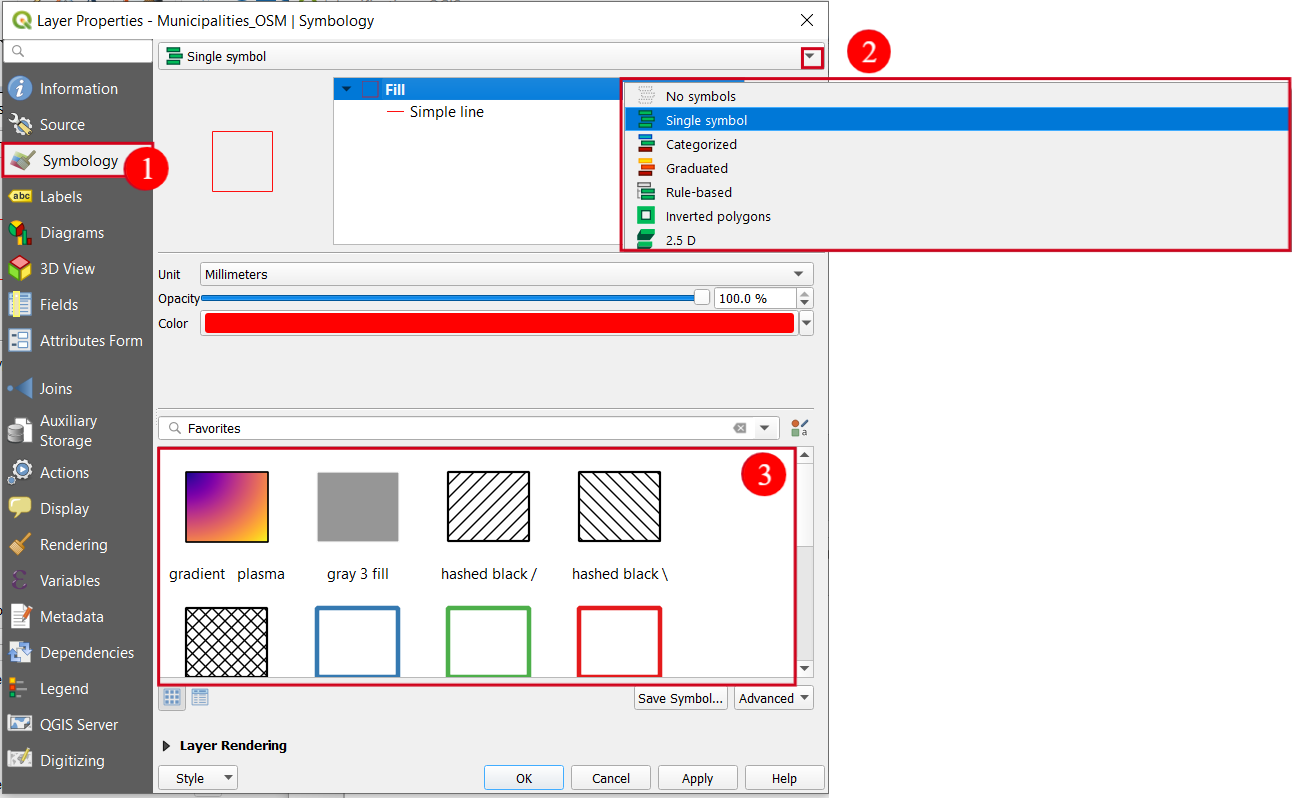 Layer Properties - Municipalities_OSM | Symbology
Single symbol
2
Information
Source
Symbology
1
Labels
Diagrams
3D View
Fields
Attributes Form
Joins
Auxiliary
Storage
Actions
Display
Rendering
Variables
Metadata
Dependencies
Legend
QGIS Server
Digitizing
abc
Fill
Simple line
No symbols
Single symbol
Categorized
Graduated
Rule-based
Inverted polygons
2.5 D
Unit Millimeters
Opacity 100.0 %
Color
Favorites
a
3
gradient plasma gray 3 fill hashed black / hashed black \
Save Symbol... Advanced
Layer Rendering
Style OK Cancel Apply Help